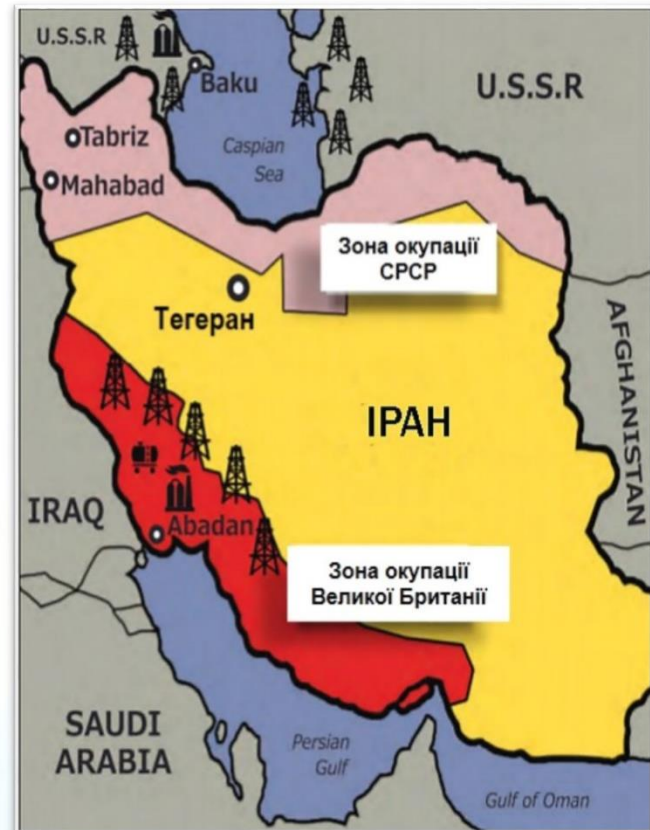 U.S.S.R
Baku
U.S.S.R
Tabriz
Caspian
Sea
Mahabad
Зона окупації
СРСР
Тегеран
AFGHANISTAN
ІРАН
IRAQ
Abadan
Зона окупації
Великої Британії
SAUDI
ARABIA
Persian
Gulf
Gulf of Oman